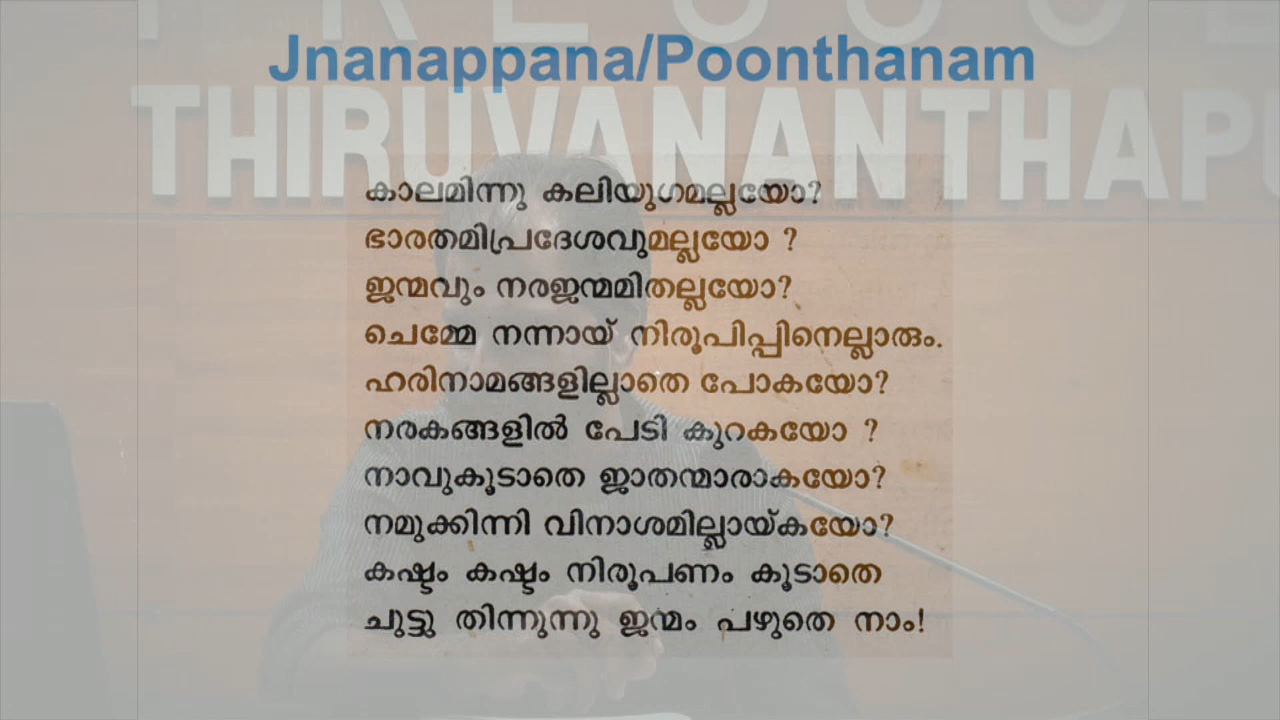 PRESSCL
Jnanappana/Poonthanam
THIRUVANANTHAPU
കാലമിന്നു കലിയുഗമല്ലയോ?
ഭാരതമിപ്രദേശവുമല്ലയോ ?
ജന്മവും നരജന്മമിതല്ലയോ?
ചെമ്മേ നന്നായ് നിരൂപിപ്പിനെല്ലാരും.
ഹരിനാമങ്ങളില്ലാതെ പോകയോ?
നരകങ്ങളിൽ പേടി കുറകയോ ?
നാവുകൂടാതെ ജാതന്മാരാകയോ?
നമുക്കിന്നി വിനാശമില്ലായ്കയോ?
കഷ്ടം കഷ്ടം നിരൂപണം കൂടാതെ
ചുട്ടു തിന്നുന്നു ജന്മം പഴുതെ നാം!